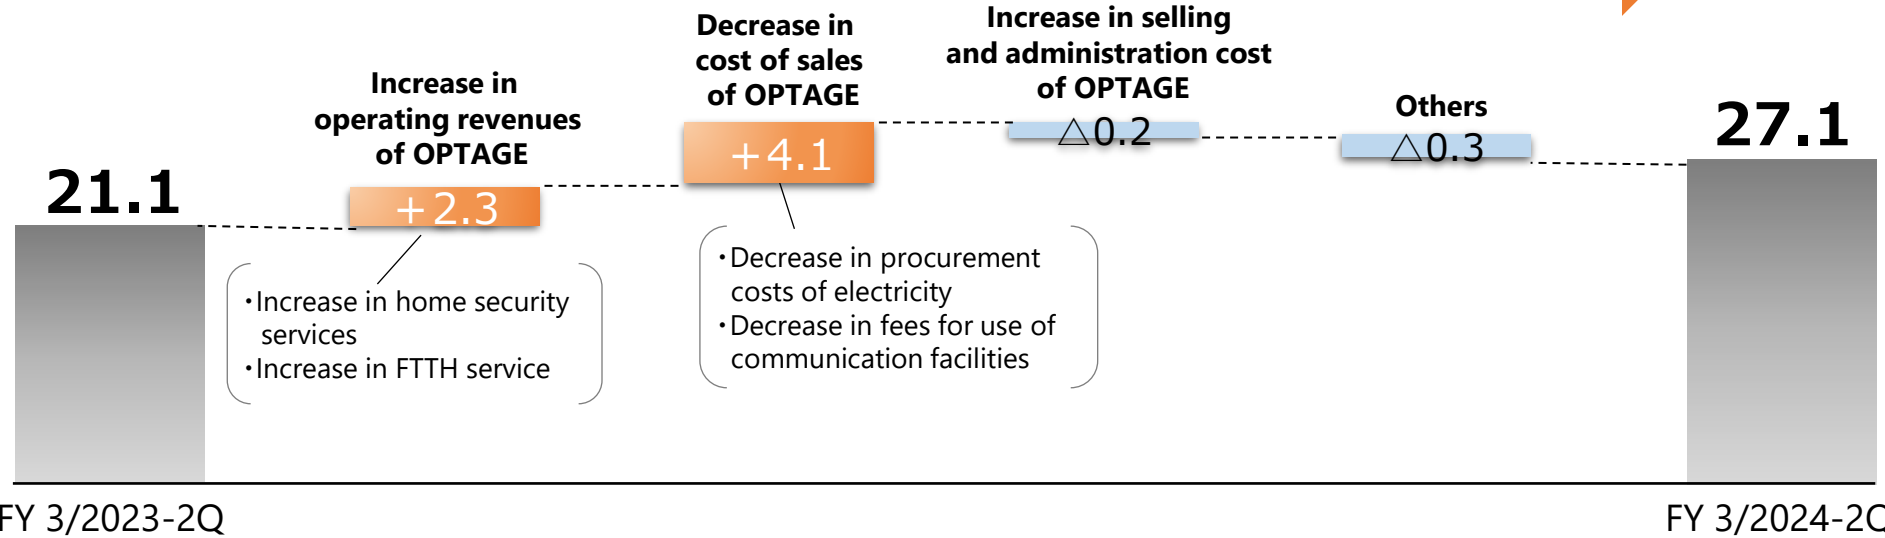 Increase in
operating revenues
of OPTAGE
Decrease in
cost of sales
of OPTAGE
Increase in selling
and administration cost
of OPTAGE
Others
21.1
+2.3
+4.1
△0.2
△0.3
27.1
・Increase in home security
services
・Increase in FTTH service
・Decrease in procurement
costs of electricity
・Decrease in fees for use of
communication facilities
FY 3/2023-2Q
FY 3/2024-2Q